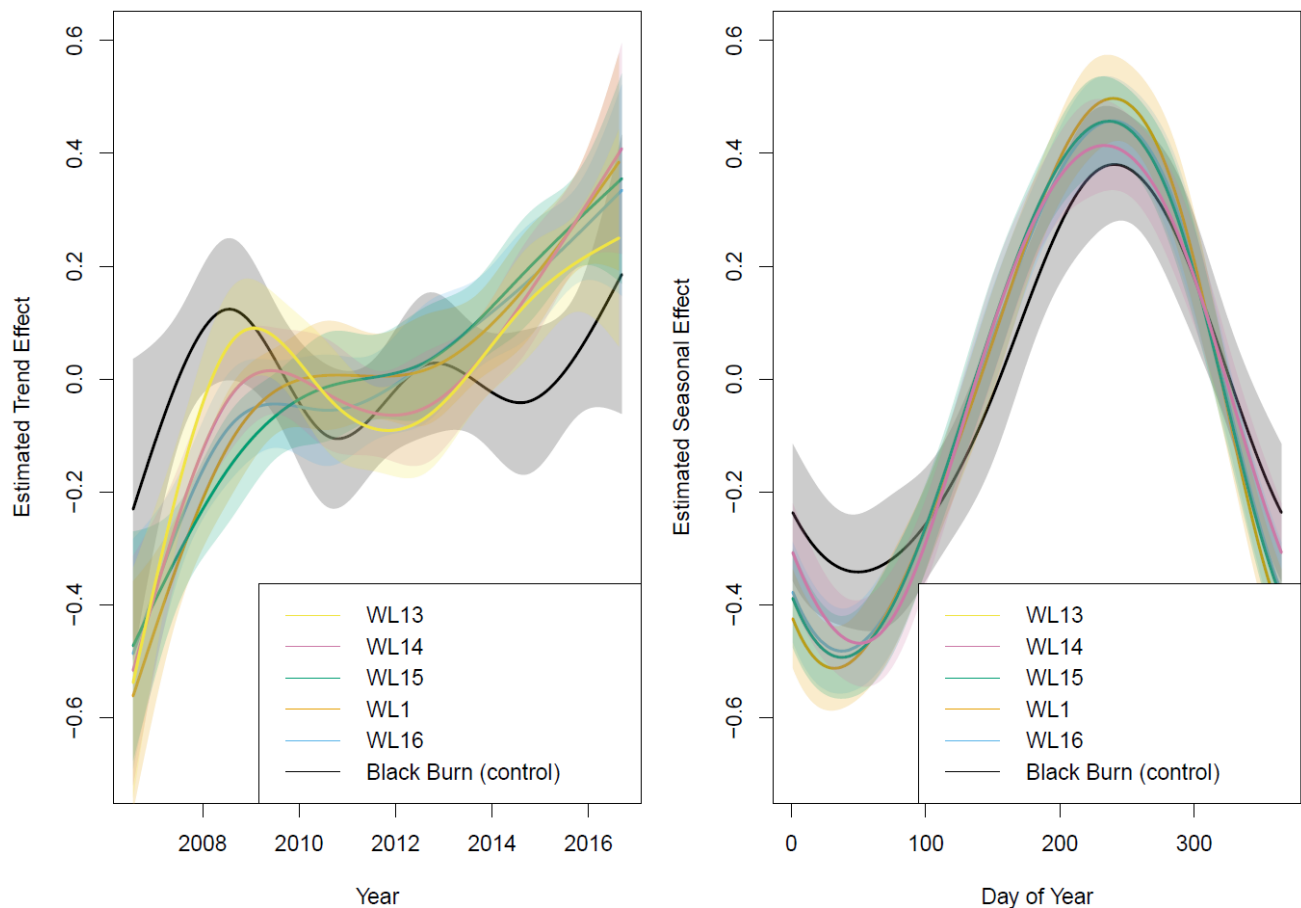 Estimated Trend Effect
0.6
0.4
0.2
0.0
−0.2
−0.4
−0.6
2008 2010 2012 2014 2016
Year
WL13
WL14
WL15
WL1
WL16
Black Burn (control)
Estimated Seasonal Effect
0.6
0.4
0.2
0.0
−0.2
−0.4
−0.6
0 100 200 300
Day of Year
WL13
WL14
WL15
WL1
WL16
Black Burn (control)